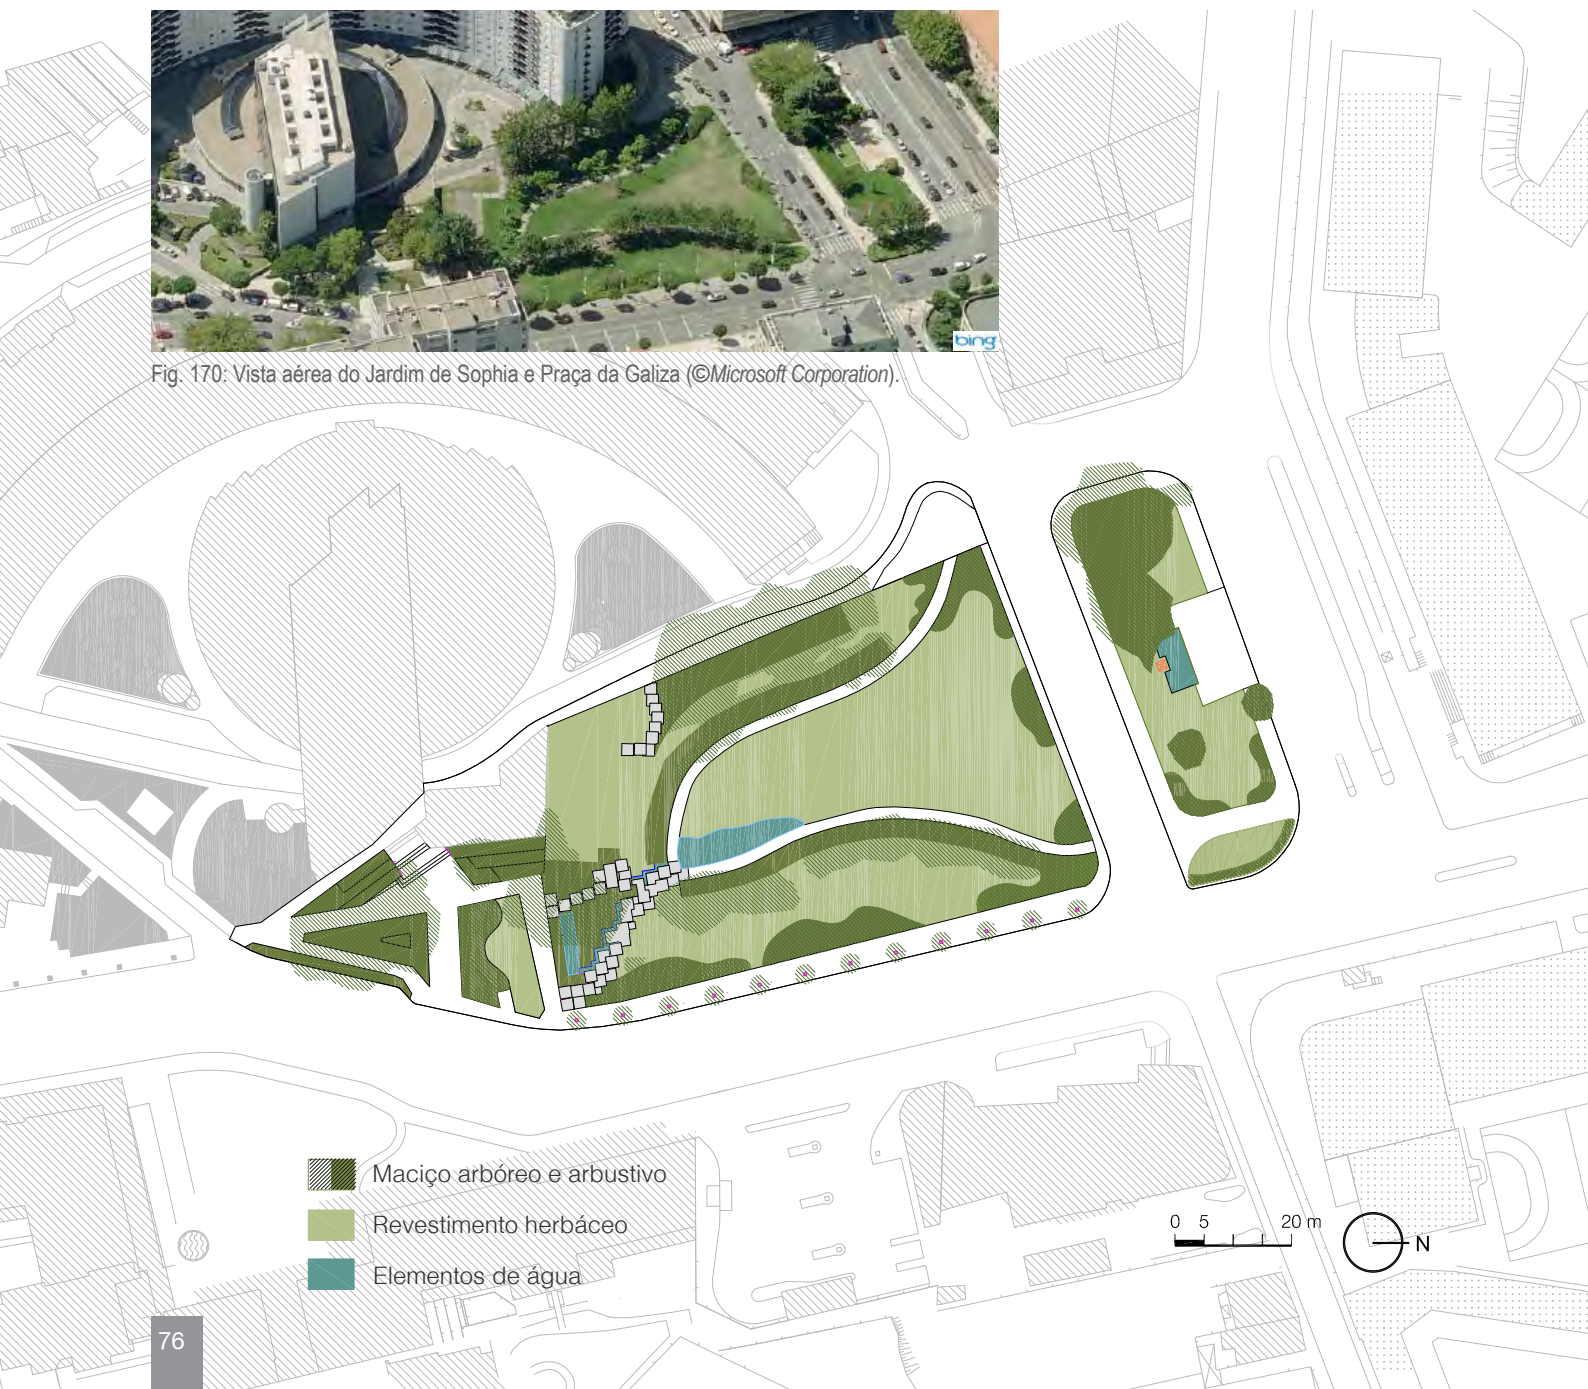 bing
Fig. 170: Vista aérea do Jardim de Sophia e Praça da Galiza (©Microsoft Corporation).
Maciço arbóreo e arbustivo
Revestimento herbáceo
Elementos de água
0 5 20 m
N
76